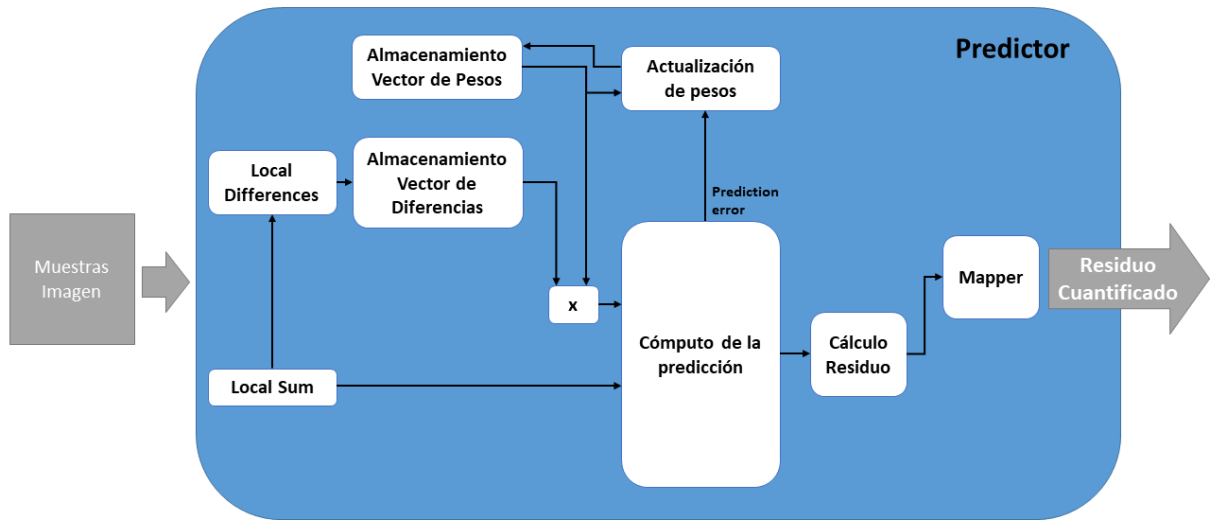 Predictor
Almacenamiento
Vector de Pesos
Actualización
de pesos
Local
Differences
Almacenamiento
Vector de
Diferencias
Prediction
error
Muestras
Imagen
x
Cómputo de la
predicción
Cálculo
Residuo
Mapper
Residuo
Cuantificado
Local Sum